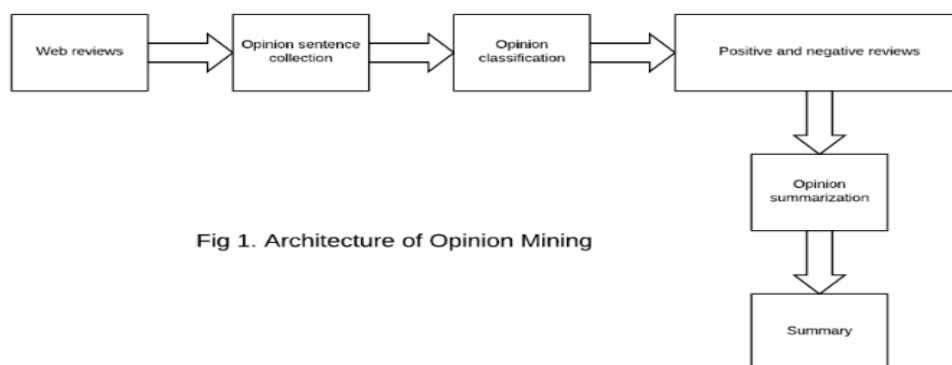 Web reviews
Opinion sentence
collection
Opinion
classification
Positive and negative reviews
Opinion
summarization
Fig 1. Architecture of Opinion Mining
Summary